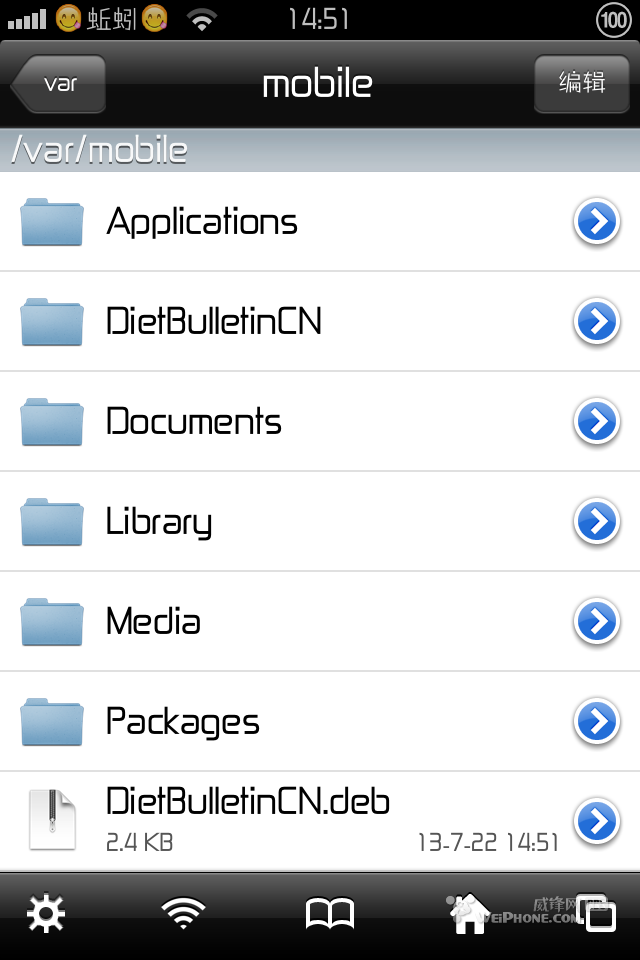 蚯蚓 14:51 100
var mobile 编辑
/var/mobile
Applications
DietBulletinCN
Documents
Library
Media
Packages
DietBulletinCN.deb
2.4 KB 13-7-22 14:51
威锋网
WEIPHONE.COM